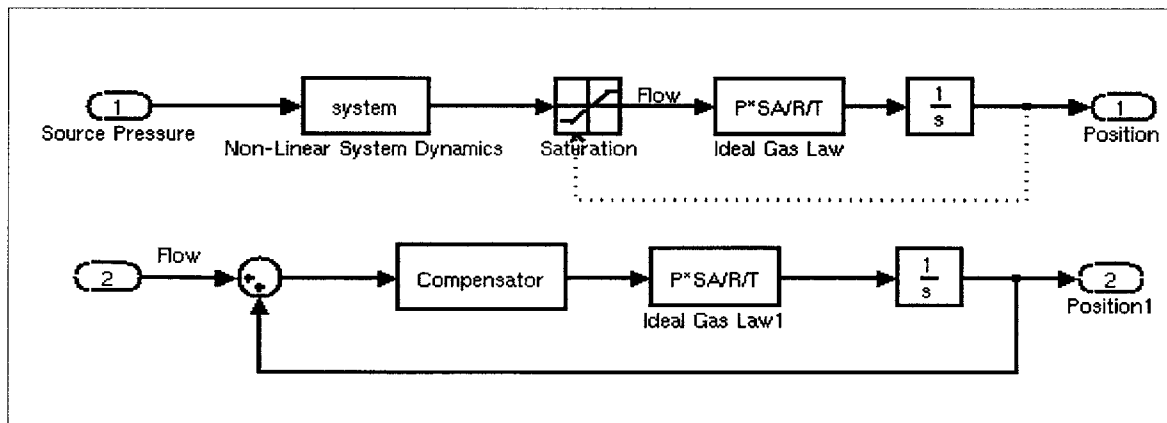 1
Source Pressure
system
Non-Linear System Dynamics
Saturation
Flow
P*SA/R/T
Ideal Gas Law
1
s
1
Position
2
Flow
+
+
Compensator
P*SA/R/T
Ideal Gas Law1
1
s
2
Position1